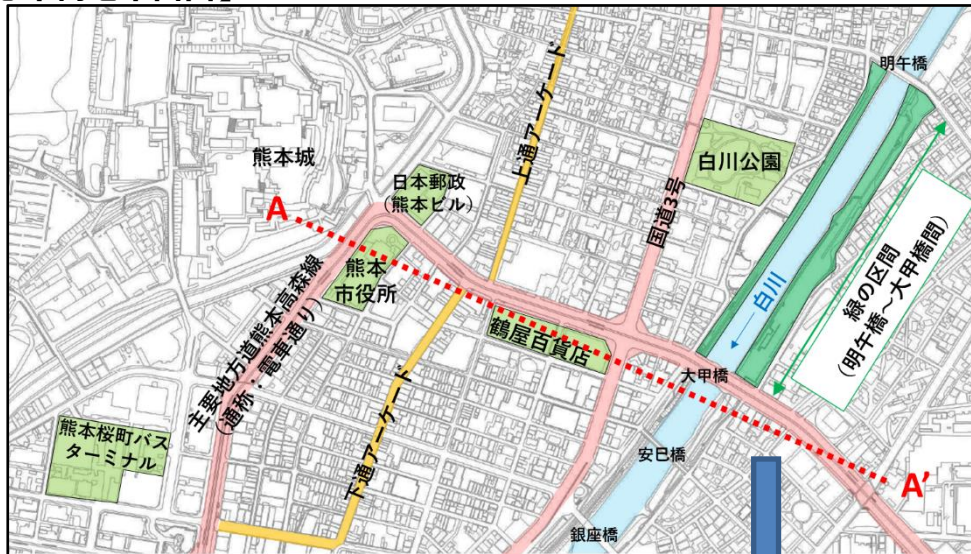 明午橋
熊本城
上通アーケード
白川公園
日本郵政
(熊本ビル)
A
国道3号
熊本
市役所
緑の区間
(明午橋~大甲橋間)
白川
主要地方道熊本高森線
(通称:電車通り)
鶴屋百貨店
大甲橋
下通アーケード
熊本桜町バス
ターミナル
安巳橋
A'
銀座橋